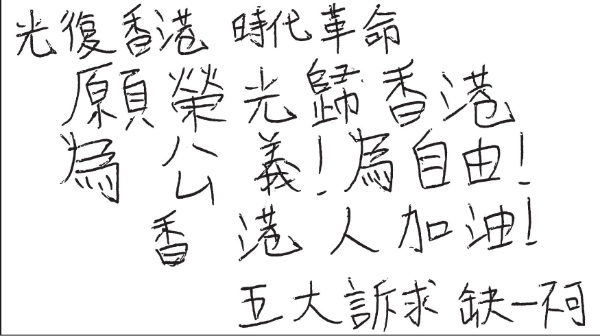 光復香港 時代革命
願榮光歸香港
為公義!為自由!
香港人加油!
五大訴求 缺一不可